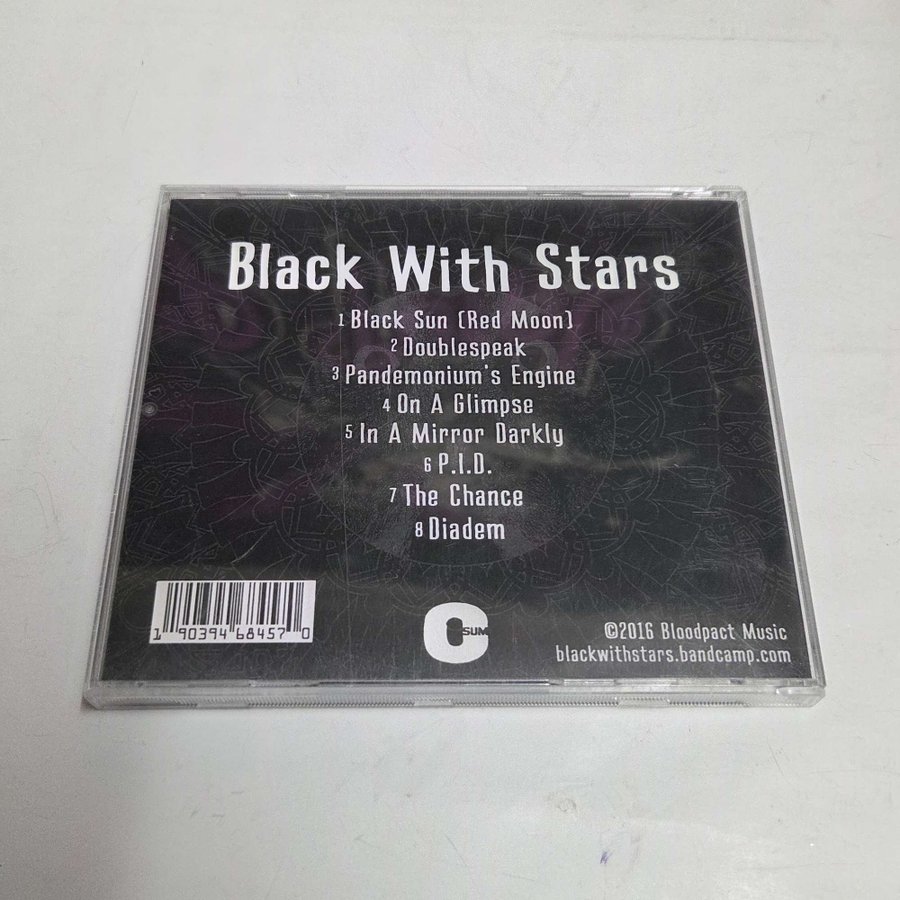 Black With Stars
1 Black Sun (Red Moon)
2 Doublespeak
3 Pandemonium's Engine
4 On A Glimpse
5 In A Mirror Darkly
6 P.I.D.
7 The Chance
8 Diadem
1 90394 68457 0
C SUM
©2016 Bloodpact Music
blackwithstars.bandcamp.com